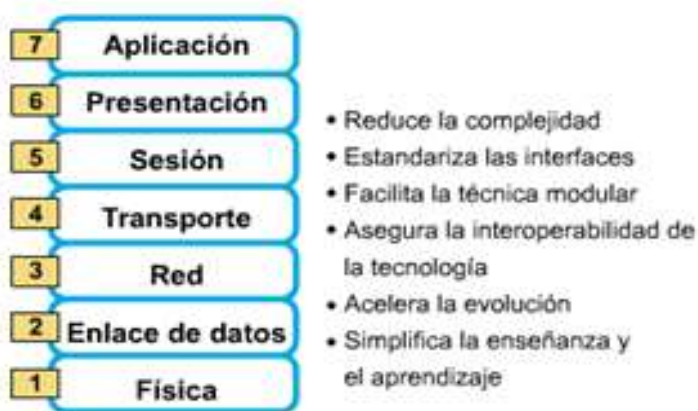 7 Aplicación
6 Presentación
5 Sesión
4 Transporte
3 Red
2 Enlace de datos
1 Física
• Reduce la complejidad
• Estandariza las interfaces
• Facilita la técnica modular
• Asegura la interoperabilidad de
la tecnología
• Acelera la evolución
• Simplifica la enseñanza y
el aprendizaje